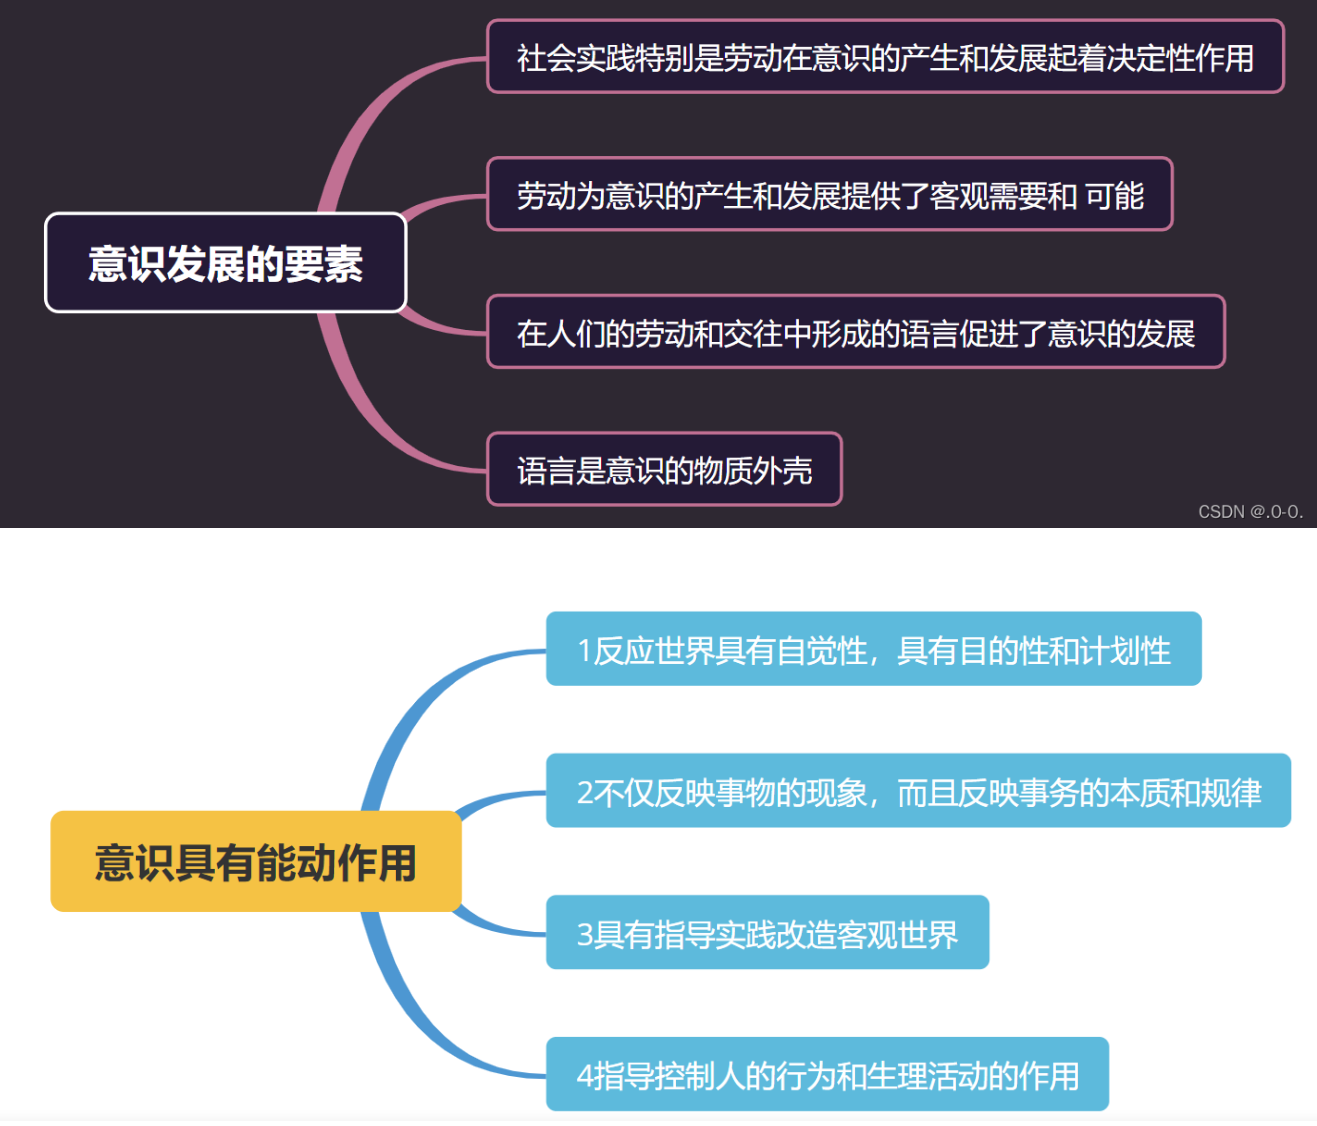 社会实践特别是劳动在意识的产生和发展起着决定性作用
劳动为意识的产生和发展提供了客观需要和 可能
意识发展的要素
在人们的劳动和交往中形成的语言促进了意识的发展
语言是意识的物质外壳
CSDN @.0-0.
1反应世界具有自觉性，具有目的性和计划性
2不仅反映事物的现象，而且反映事务的本质和规律
意识具有能动作用
3具有指导实践改造客观世界
4指导控制人的行为和生理活动的作用